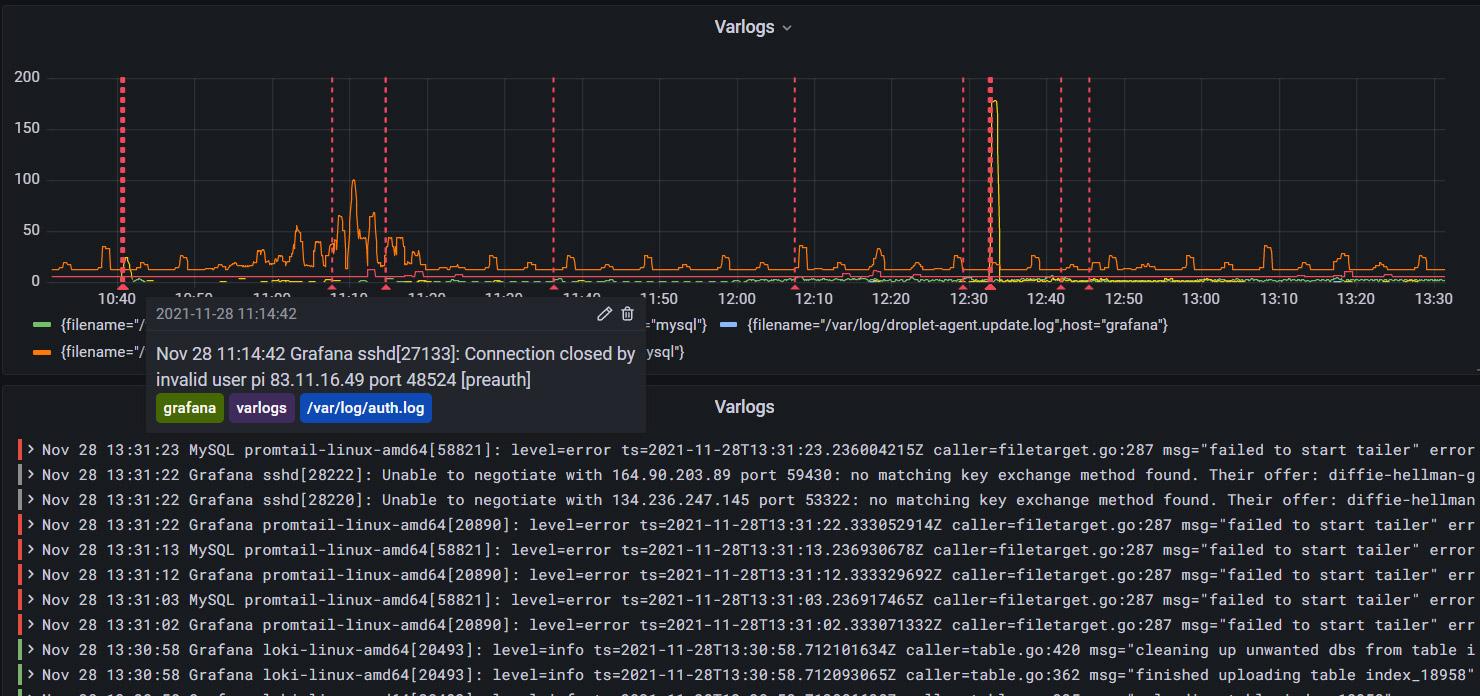 Varlogs
200
150
100
50
0
10:40 11:10 11:50 12:00 12:10 12:20 12:30 12:40 12:50 13:00 13:10 13:20 13:30
{filename="/ ="mysql"} {filename="/var/log/droplet-agent.update.log",host="grafana"}
{filename="/ ysql"}
2021-11-28 11:14:42
Nov 28 11:14:42 Grafana sshd[27133]: Connection closed by
invalid user pi 83.11.16.49 port 48524 [preauth]
grafana varlogs /var/log/auth.log
Varlogs
Nov 28 13:31:23 MySQL promtail-linux-amd64[58821]: level=error ts=2021-11-28T13:31:23.236004215Z caller=filetarget.go:287 msg="failed to start tailer" error
Nov 28 13:31:22 Grafana sshd[28222]: Unable to negotiate with 164.90.203.89 port 59430: no matching key exchange method found. Their offer: diffie-hellman-g
Nov 28 13:31:22 Grafana sshd[28220]: Unable to negotiate with 134.236.247.145 port 53322: no matching key exchange method found. Their offer: diffie-hellman
Nov 28 13:31:22 Grafana promtail-linux-amd64[20890]: level=error ts=2021-11-28T13:31:22.333052914Z caller=filetarget.go:287 msg="failed to start tailer" err
Nov 28 13:31:13 MySQL promtail-linux-amd64[58821]: level=error ts=2021-11-28T13:31:13.236930678Z caller=filetarget.go:287 msg="failed to start tailer" error
Nov 28 13:31:12 Grafana promtail-linux-amd64[20890]: level=error ts=2021-11-28T13:31:12.333329692Z caller=filetarget.go:287 msg="failed to start tailer" err
Nov 28 13:31:03 MySQL promtail-linux-amd64[58821]: level=error ts=2021-11-28T13:31:03.236917465Z caller=filetarget.go:287 msg="failed to start tailer" error
Nov 28 13:31:02 Grafana promtail-linux-amd64[20890]: level=error ts=2021-11-28T13:31:02.333071332Z caller=filetarget.go:287 msg="failed to start tailer" err
Nov 28 13:30:58 Grafana loki-linux-amd64[20493]: level=info ts=2021-11-28T13:30:58.712101634Z caller=table.go:420 msg="cleaning up unwanted dbs from table i
Nov 28 13:30:58 Grafana loki-linux-amd64[20493]: level=info ts=2021-11-28T13:30:58.712093065Z caller=table.go:362 msg="finished uploading table index_18958"